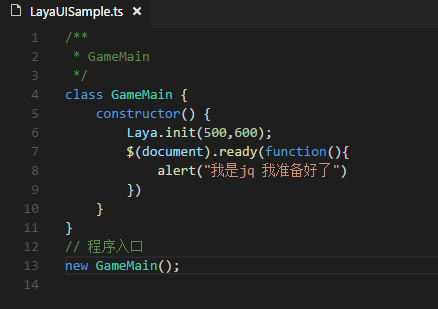 LayaUISample.ts ×
1 /**
2 * GameMain
3 */
4 class GameMain {
5 constructor() {
6 Laya.init(500,600);
7 $(document).ready(function(){
8 alert("我是jq 我准备好了")
9 })
10 }
11 }
12 // 程序入口
13 new GameMain();
14